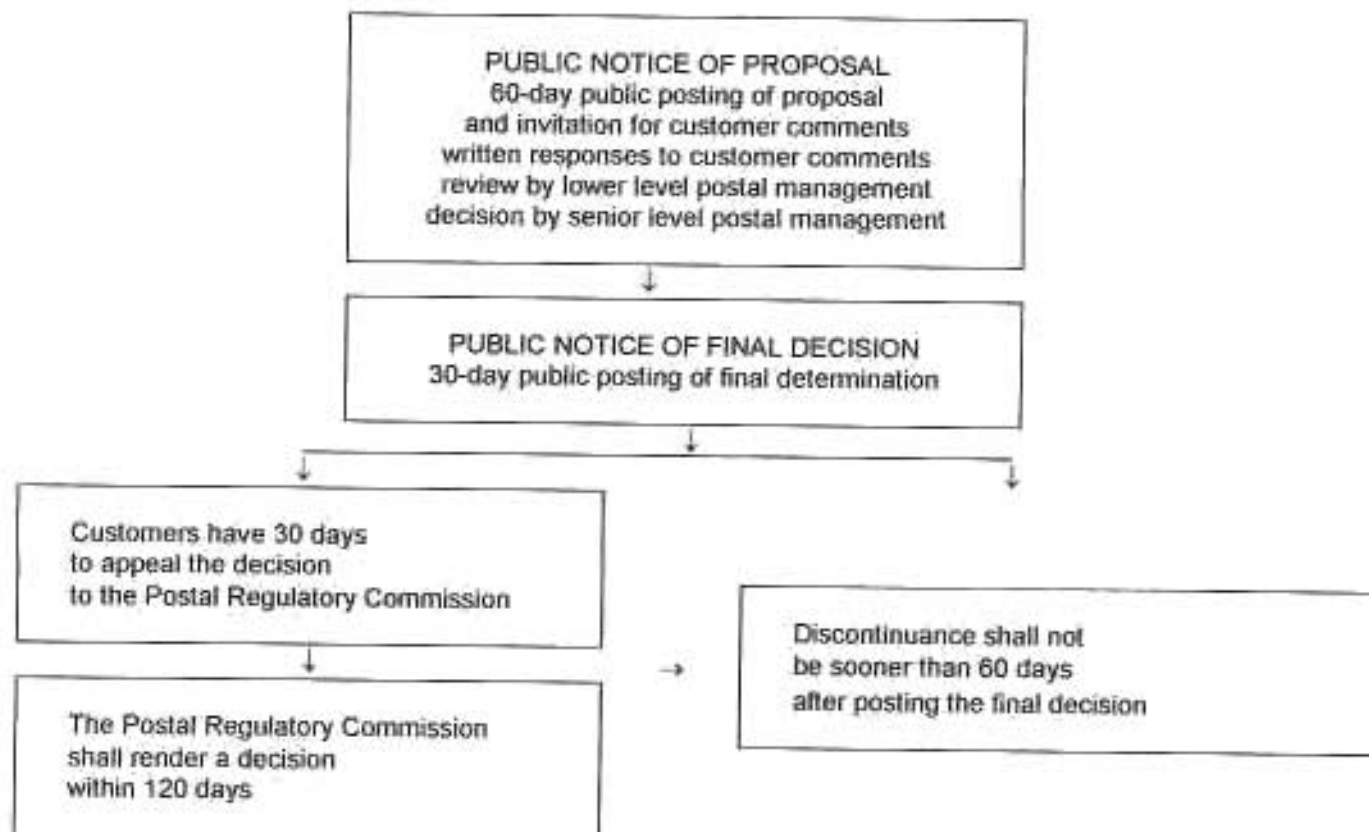 PUBLIC NOTICE OF PROPOSAL
60-day public posting of proposal
and invitation for customer comments
written responses to customer comments
review by lower level postal management
decision by senior level postal management
PUBLIC NOTICE OF FINAL DECISION
30-day public posting of final determination
Customers have 30 days
to appeal the decision
to the Postal Regulatory Commission
The Postal Regulatory Commission
shall render a decision
within 120 days
Discontinuance shall not
be sooner than 60 days
after posting the final decision